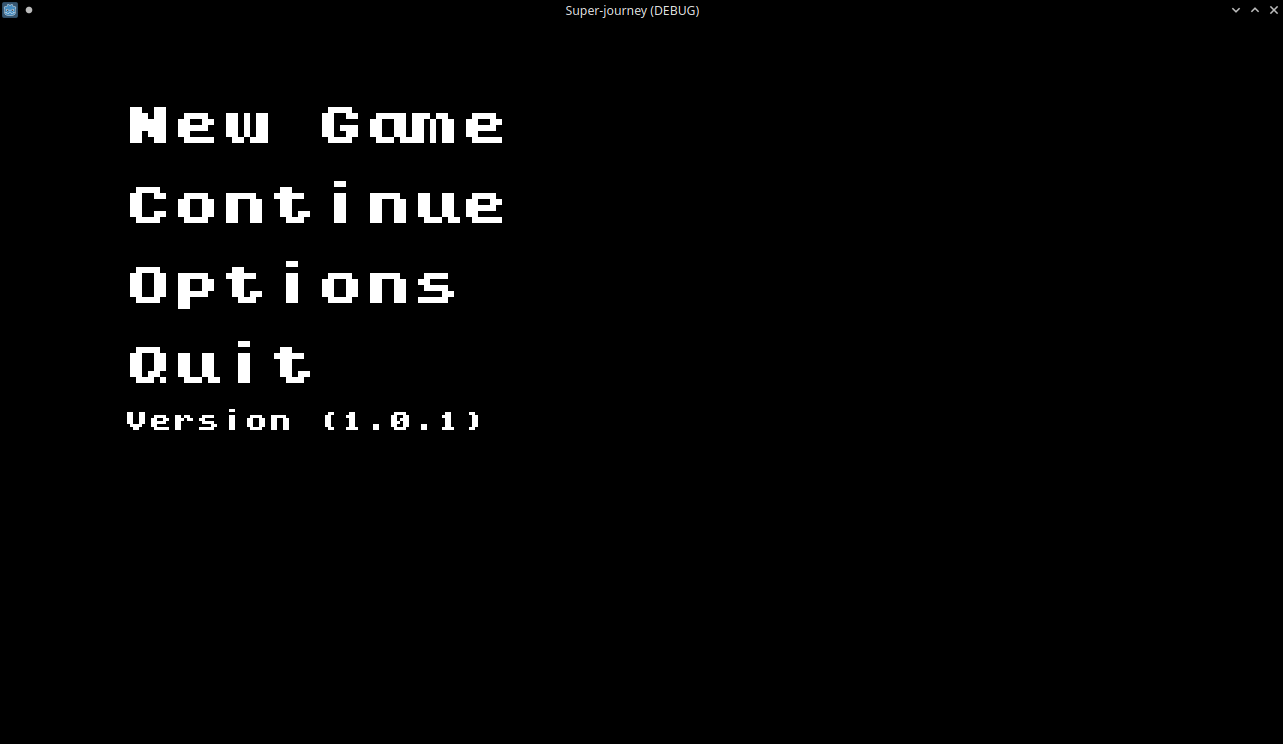 Super-journey (DEBUG)
New Game
Continue
Options
Quit
Version (1.0.1)